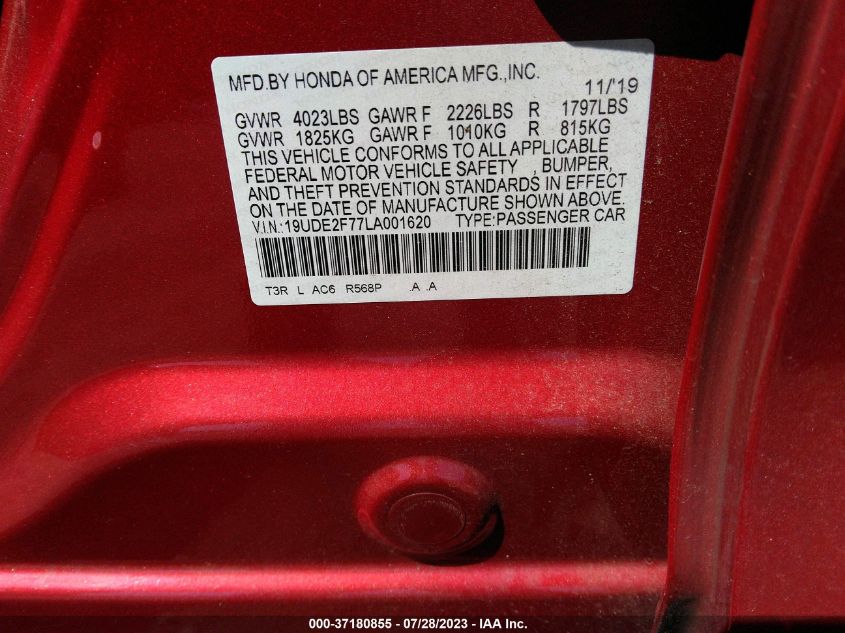 MFD.BY HONDA OF AMERICA MFG.,INC.
11/'19
GVWR 4023LBS GAWR F 2226LBS R 1797LBS
GVWR 1825KG GAWR F 1010KG R 815KG
THIS VEHICLE CONFORMS TO ALL APPLICABLE
FEDERAL MOTOR VEHICLE SAFETY , BUMPER,
AND THEFT PREVENTION STANDARDS IN EFFECT
ON THE DATE OF MANUFACTURE SHOWN ABOVE.
V.I.N.:19UDE2F77LA001620 TYPE:PASSENGER CAR
T3R L AC6 R568P .A .A
000-37180855 - 07/28/2023 - IAA Inc.